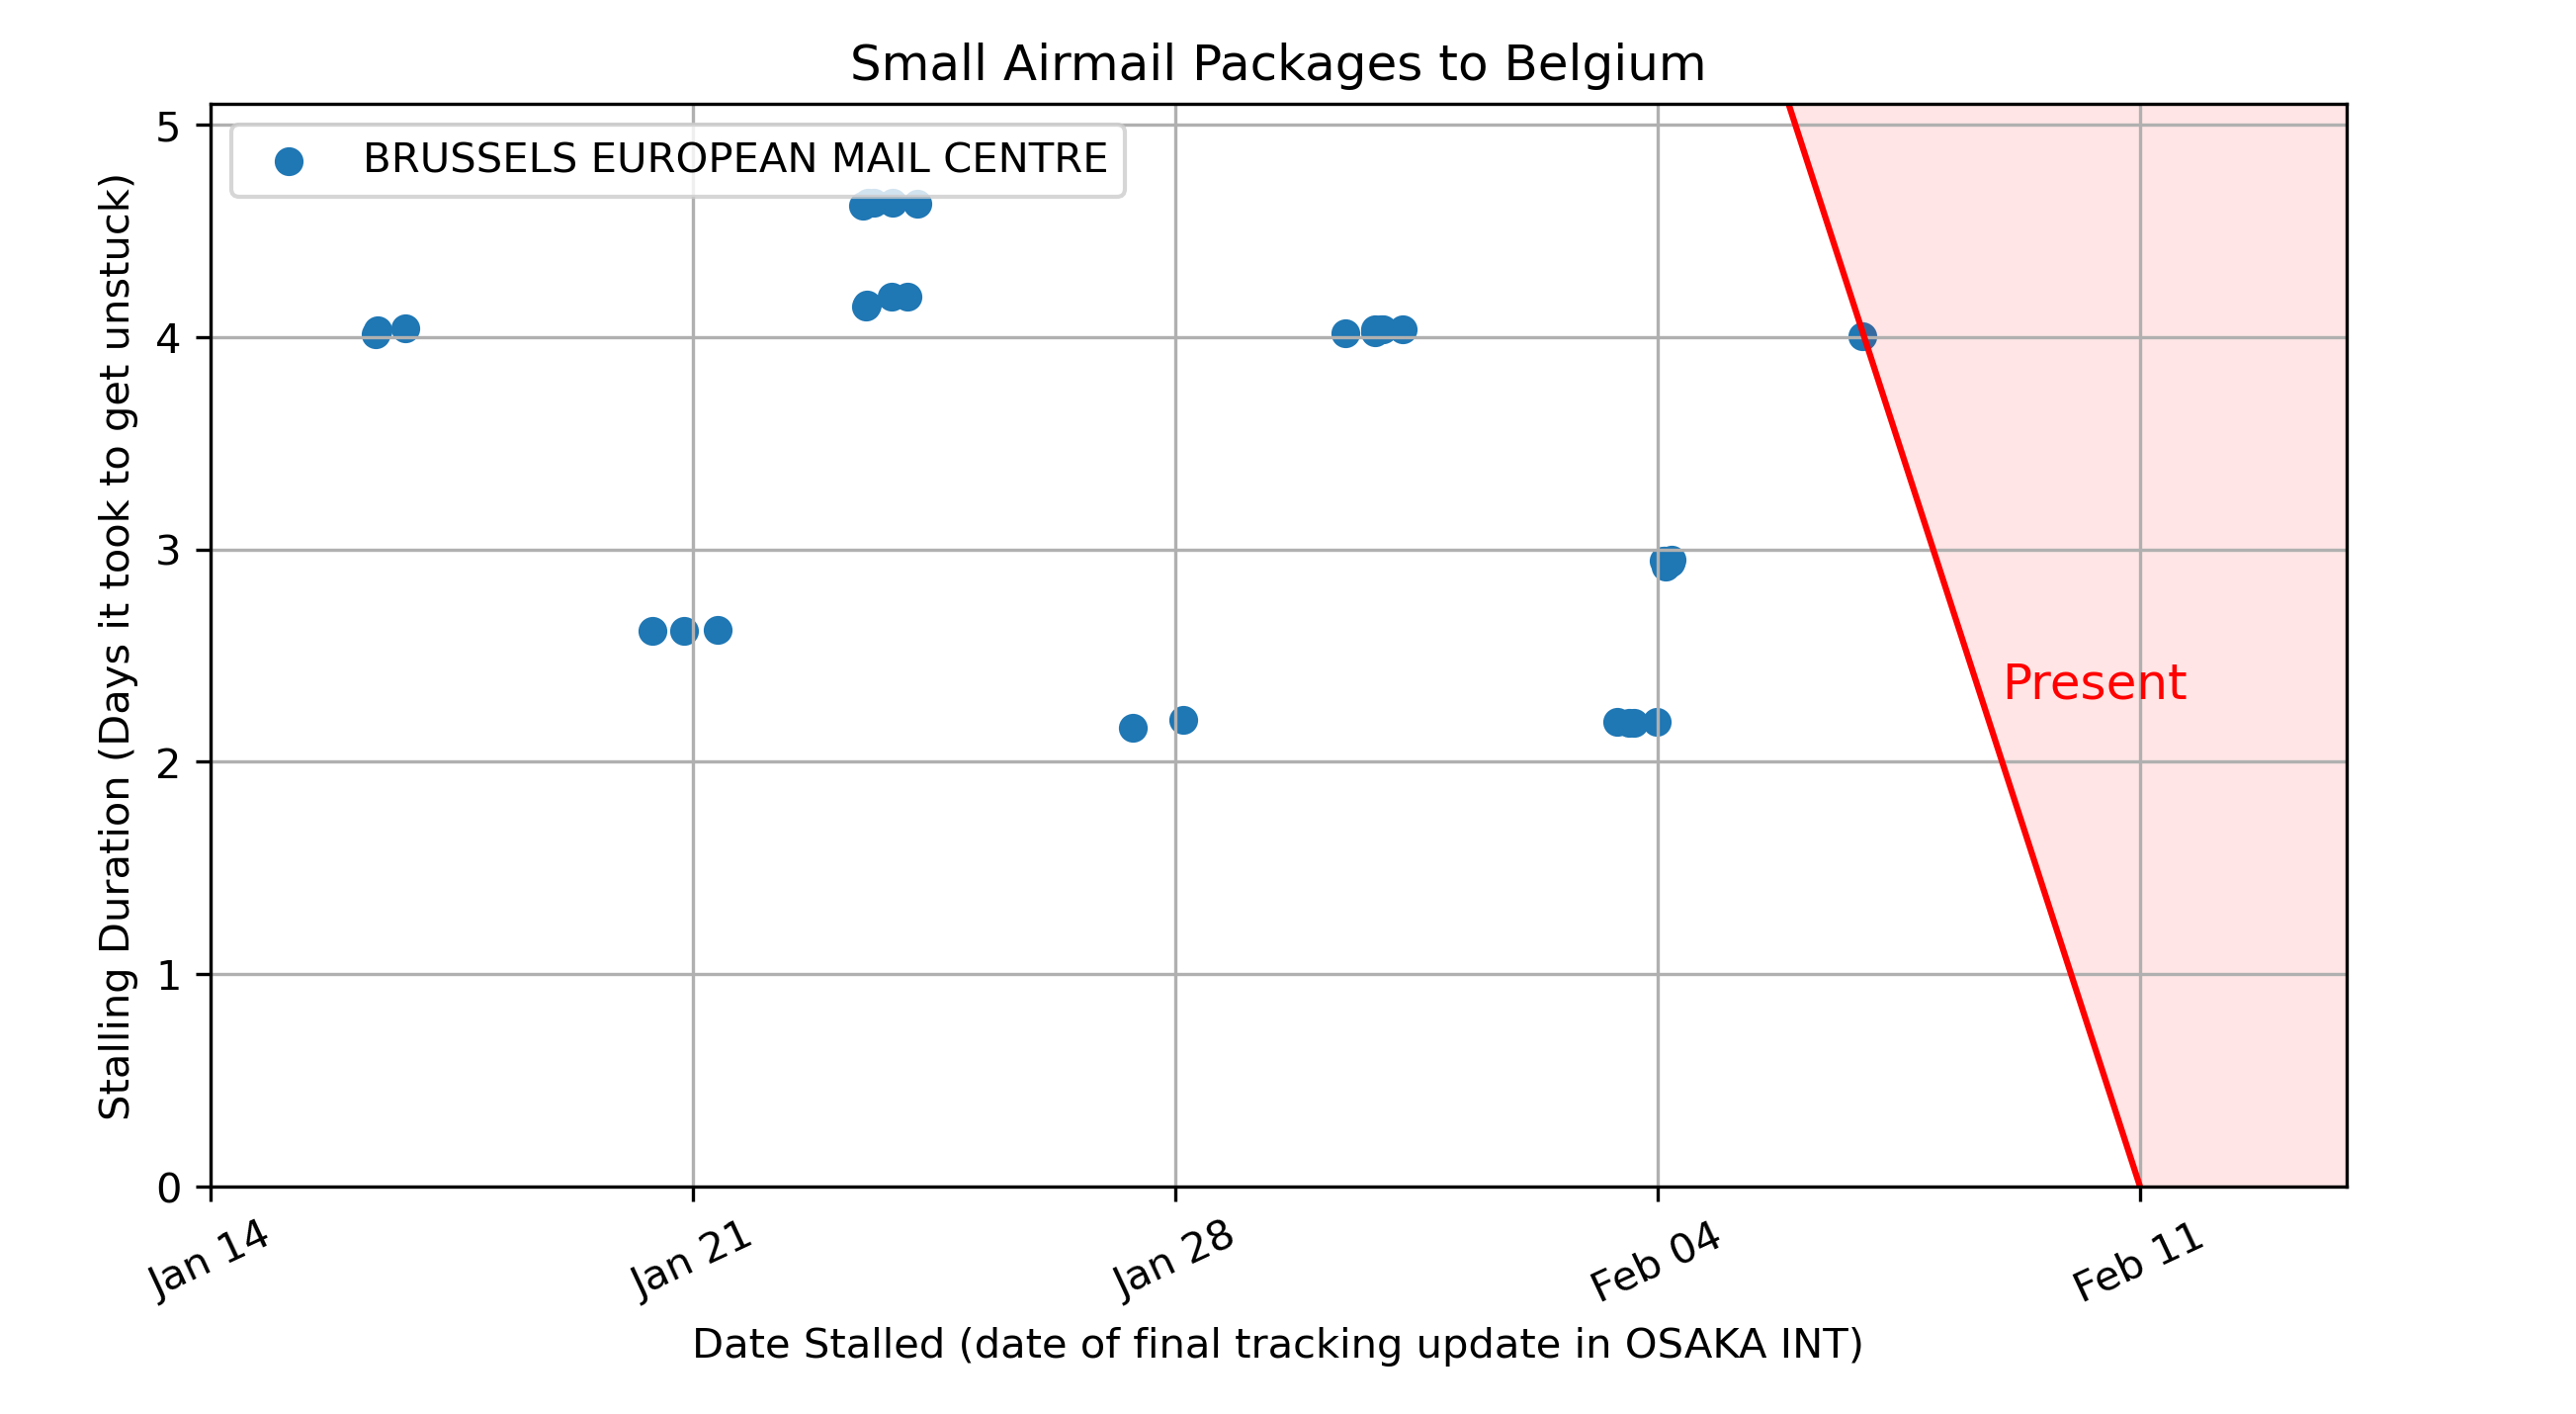 Small Airmail Packages to Belgium
BRUSSELS EUROPEAN MAIL CENTRE
Stalling Duration (Days it took to get unstuck)
5
4
3
2
1
0
Present
Jan 14
Jan 21
Jan 28
Feb 04
Feb 11
Date Stalled (date of final tracking update in OSAKA INT)